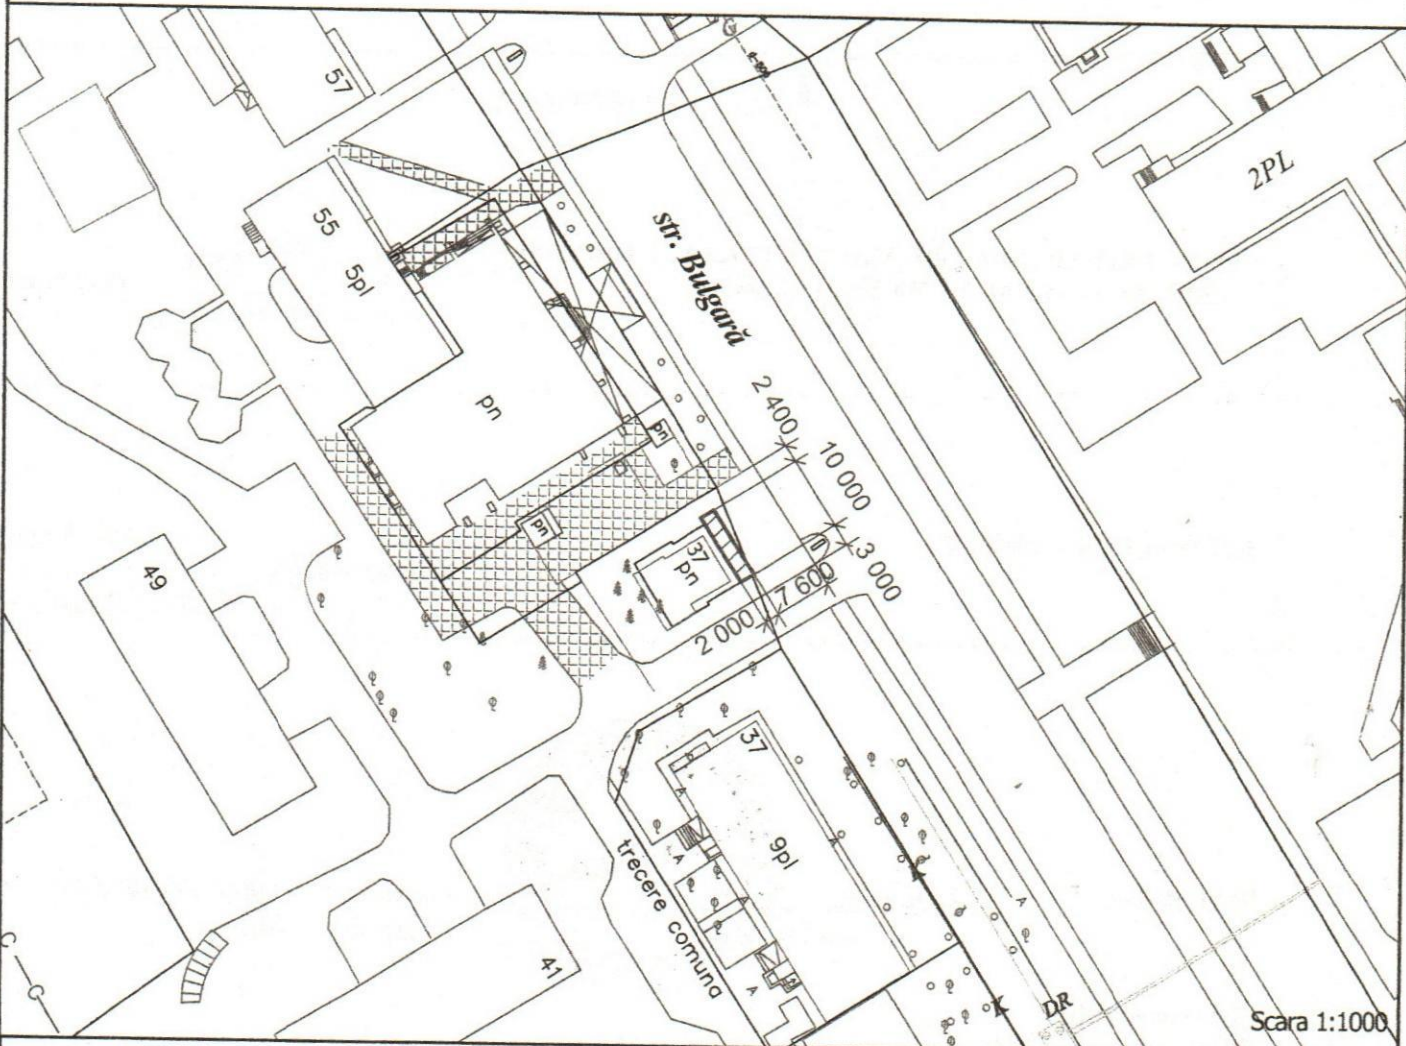 57
G
2PL
55
5pl
str. Bulgară
pn
pn
2 400
10 000
pn
37
pn
3 000
7 600
2 000
49
37
A
9pl
A
A
A
A
A
trecere comuna
K
41
K
DR
C
G
Scara 1:1000